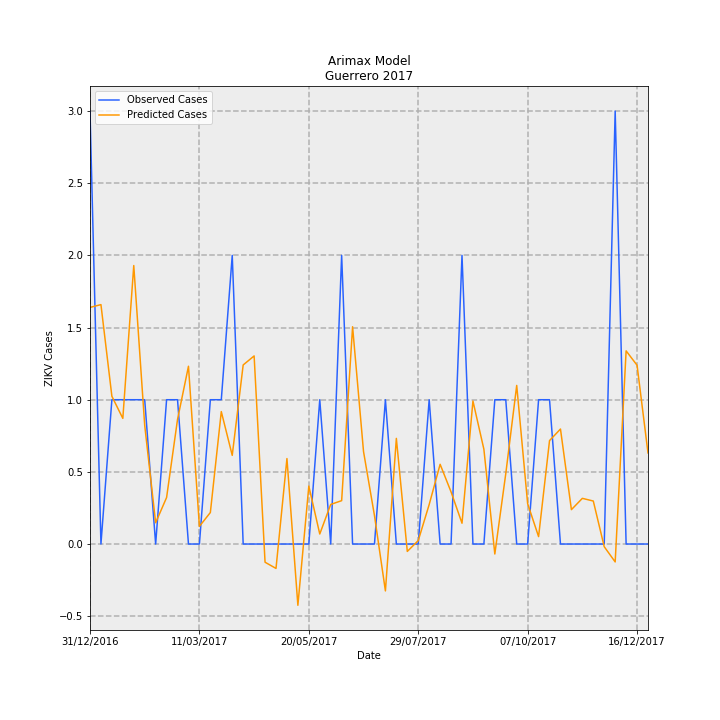 Arimax Model
Guerrero 2017
Observed Cases
Predicted Cases
3.0
2.5
2.0
1.5
1.0
0.5
0.0
−0.5
ZIKV Cases
31/12/2016 11/03/2017 20/05/2017 29/07/2017 07/10/2017 16/12/2017
Date